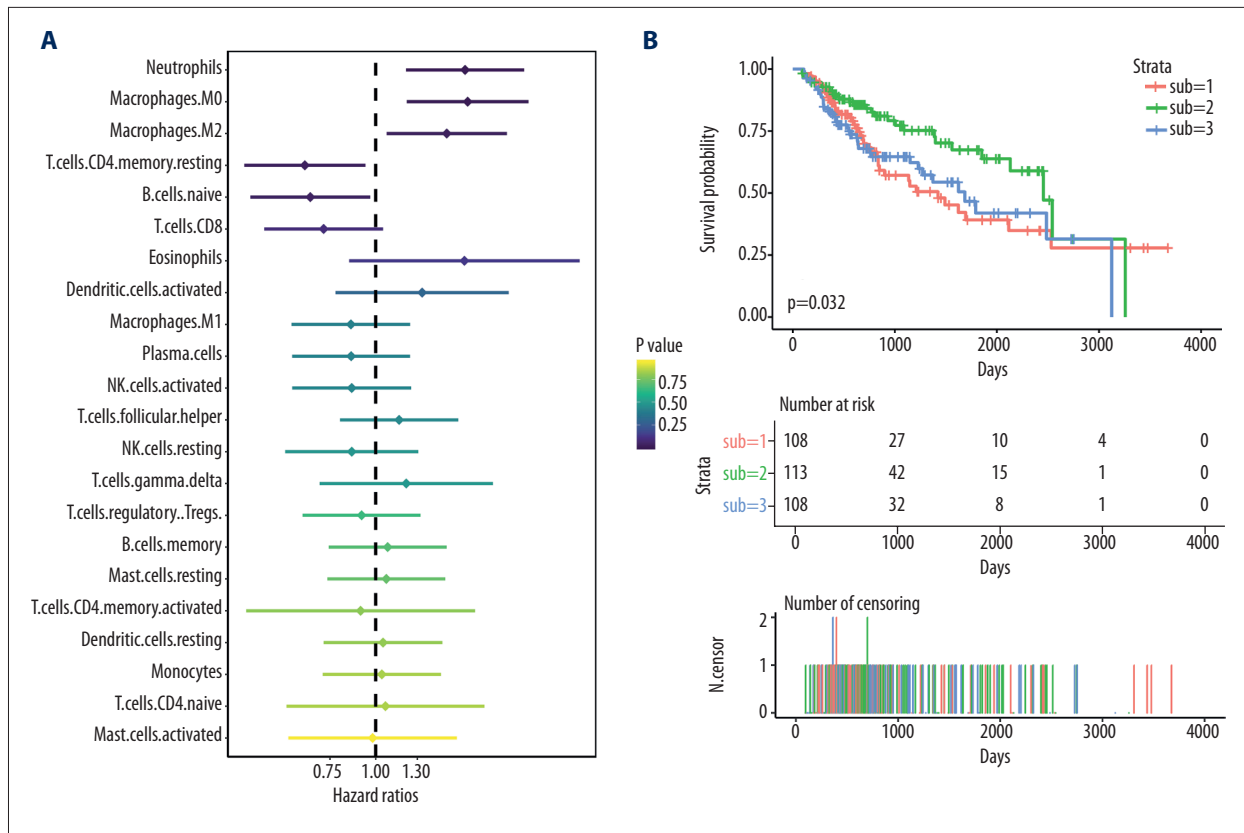 A
Neutrophils
Macrophages.M0
Macrophages.M2
T.cells.CD4.memory.resting
B.cells.naive
T.cells.CD8
Eosinophils
Dendritic.cells.activated
Macrophages.M1
Plasma.cells
NK.cells.activated
T.cells.follicular.helper
NK.cells.resting
T.cells.gamma.delta
T.cells.regulatory..Tregs.
B.cells.memory
Mast.cells.resting
T.cells.CD4.memory.activated
Dendritic.cells.resting
Monocytes
T.cells.CD4.naive
Mast.cells.activated
0.75 1.00 1.30
Hazard ratios
P value
0.75
0.50
0.25
B
Strata
sub=1
sub=2
sub=3
Survival probability
1.00
0.75
0.50
0.25
0.00
p=0.032
0 1000 2000 3000 4000
Days
Number at risk
Strata
sub=1 108 27 10 4 0
sub=2 113 42 15 1 0
sub=3 108 32 8 1 0
0 1000 2000 3000 4000
Days
Number of censoring
N.censor
2
1
0
0 1000 2000 3000 4000
Days